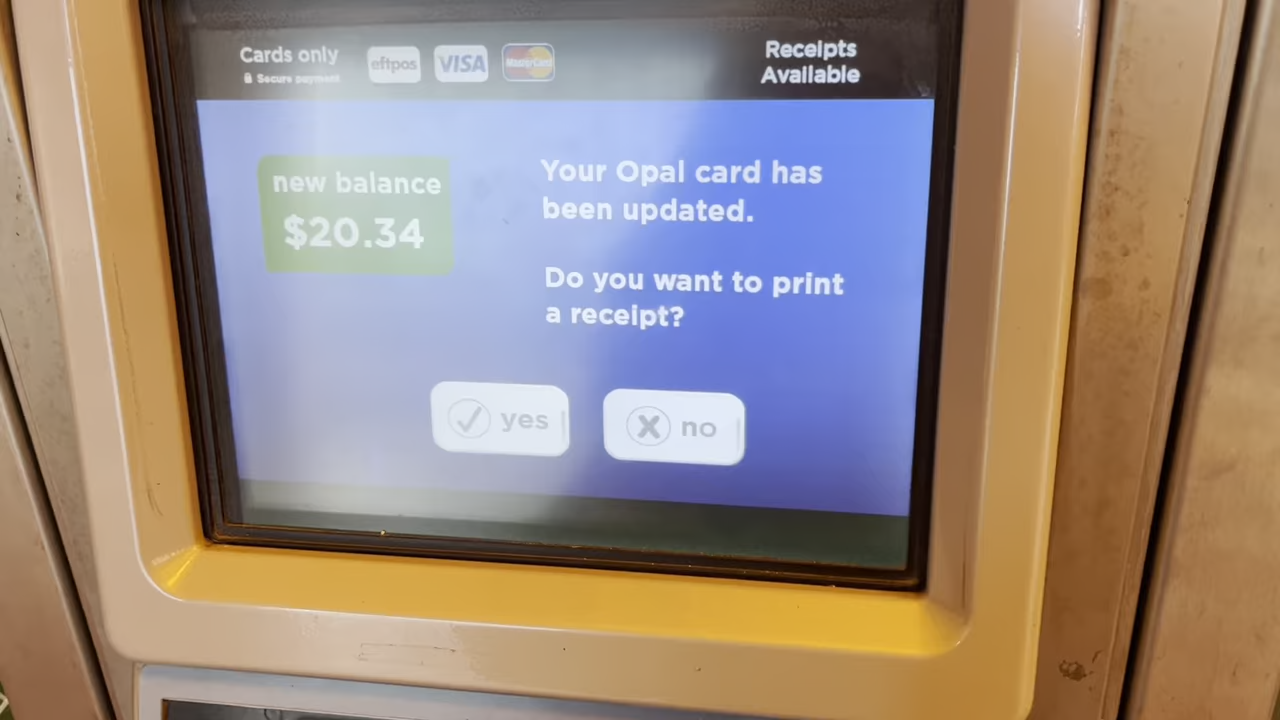 Cards only
Secure payment
eftpos
VISA
MasterCard
Receipts
Available
new balance
$20.34
Your Opal card has
been updated.
Do you want to print
a receipt?
yes
no